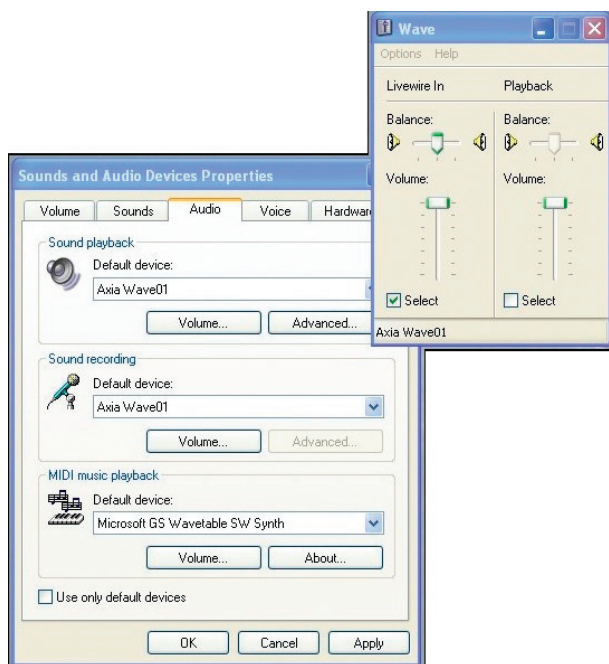 Wave
Options Help
Livewire In Playback
Balance: Balance:
Volume: Volume:
Select Select
Axia Wave01
Sounds and Audio Devices Properties
Volume Sounds Audio Voice Hardware
Sound playback
Default device:
Axia Wave01
Volume... Advanced...
Sound recording
Default device:
Axia Wave01
Volume... Advanced...
MIDI music playback
Default device:
Microsoft GS Wavetable SW Synth
Volume... About...
Use only default devices
OK Cancel Apply